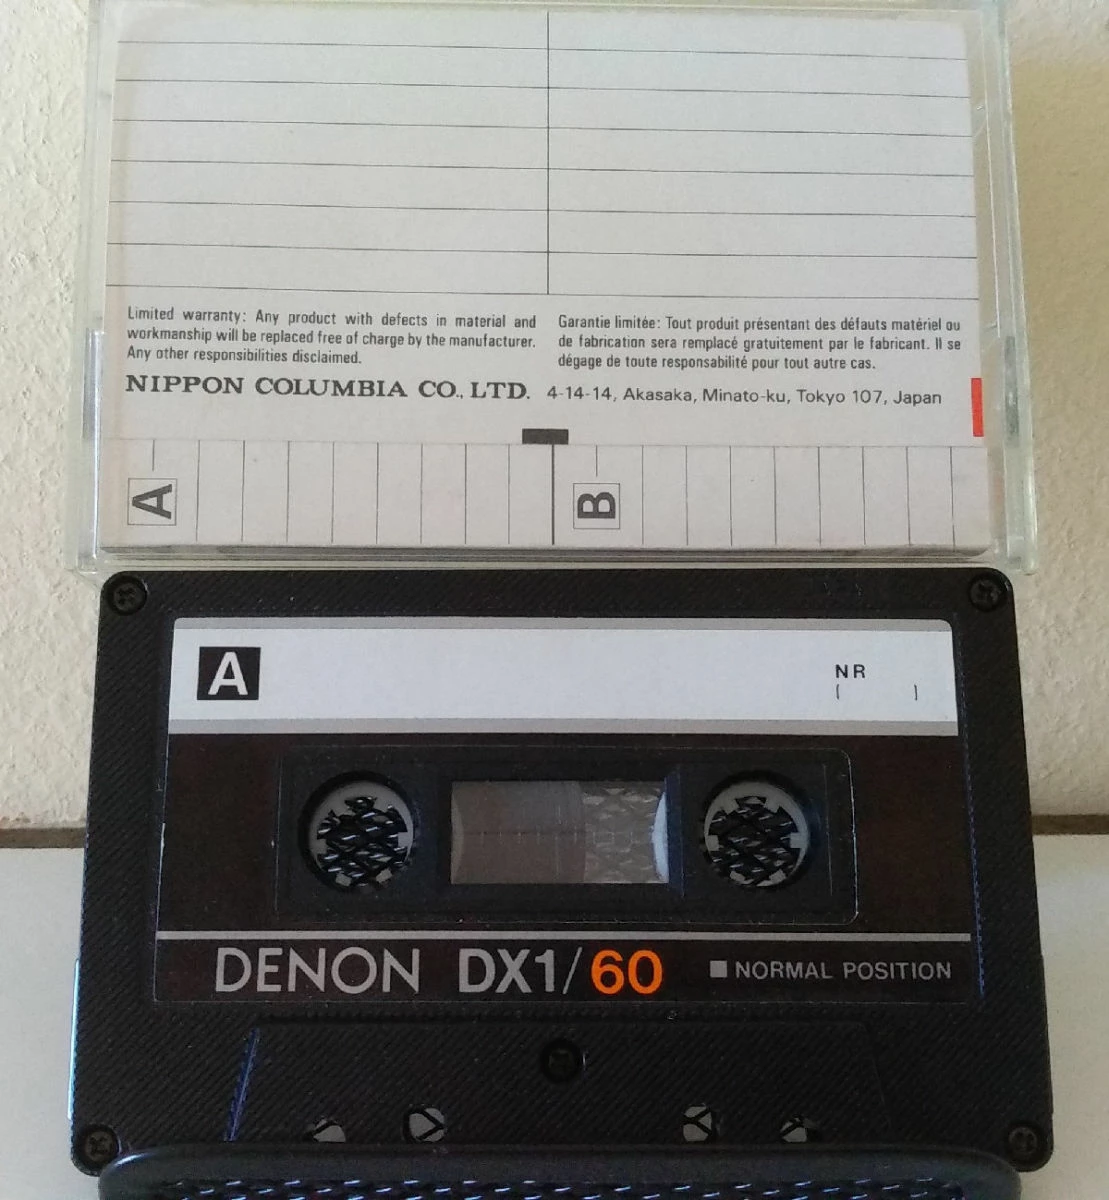 Limited warranty: Any product with defects in material and
workmanship will be replaced free of charge by the manufacturer.
Any other responsibilities disclaimed.
Garantie limitée: Tout produit présentant des défauts matériel ou
de fabrication sera remplacé gratuitement par le fabricant. Il se
dégage de toute responsabilité pour tout autre cas.
NIPPON COLUMBIA CO., LTD. 4-14-14, Akasaka, Minato-ku, Tokyo 107, Japan
A B
A
NR
( )
DENON DX1/60 NORMAL POSITION